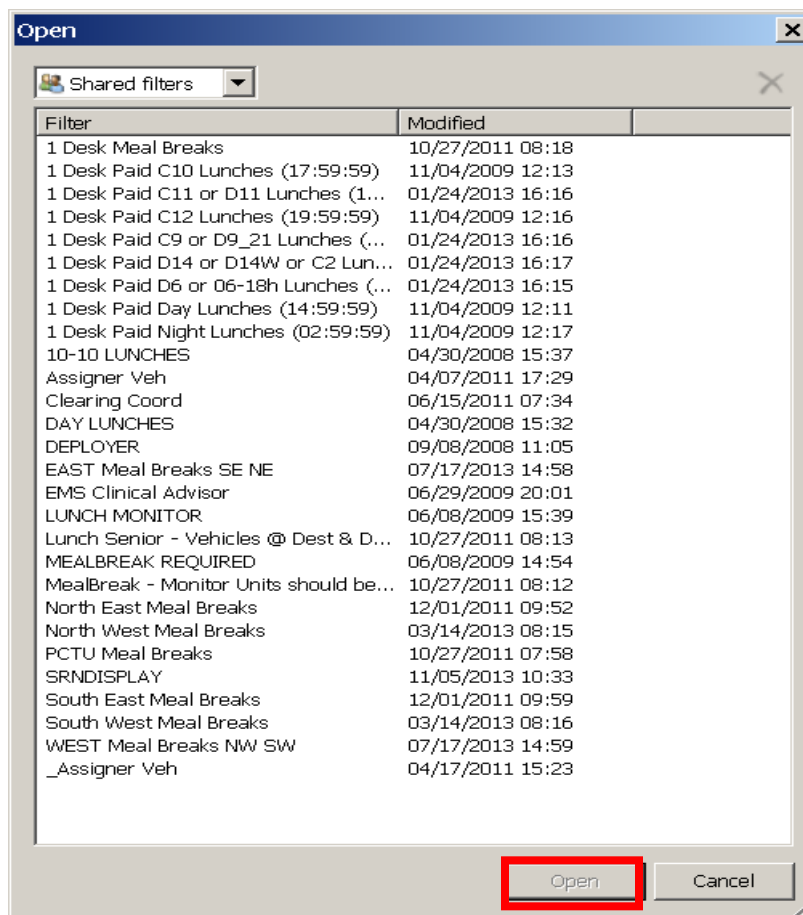 Open
Shared filters
Filter Modified
1 Desk Meal Breaks 10/27/2011 08:18
1 Desk Paid C10 Lunches (17:59:59) 11/04/2009 12:13
1 Desk Paid C11 or D11 Lunches (1... 01/24/2013 16:16
1 Desk Paid C12 Lunches (19:59:59) 11/04/2009 12:16
1 Desk Paid C9 or D9_21 Lunches (... 01/24/2013 16:16
1 Desk Paid D14 or D14W or C2 Lun... 01/24/2013 16:17
1 Desk Paid D6 or 06-18h Lunches (... 01/24/2013 16:15
1 Desk Paid Day Lunches (14:59:59) 11/04/2009 12:11
1 Desk Paid Night Lunches (02:59:59) 11/04/2009 12:17
10-10 LUNCHES 04/30/2008 15:37
Assigner Veh 04/07/2011 17:29
Clearing Coord 06/15/2011 07:34
DAY LUNCHES 04/30/2008 15:32
DEPLOYER 09/08/2008 11:05
EAST Meal Breaks SE NE 07/17/2013 14:58
EMS Clinical Advisor 06/29/2009 20:01
LUNCH MONITOR 06/08/2009 15:39
Lunch Senior - Vehicles @ Dest & D... 10/27/2011 08:13
MEALBREAK REQUIRED 06/08/2009 14:54
MealBreak - Monitor Units should be... 10/27/2011 08:12
North East Meal Breaks 12/01/2011 09:52
North West Meal Breaks 03/14/2013 08:15
PCTU Meal Breaks 10/27/2011 07:58
SRNDISPLAY 11/05/2013 10:33
South East Meal Breaks 12/01/2011 09:59
South West Meal Breaks 03/14/2013 08:16
WEST Meal Breaks NW SW 07/17/2013 14:59
_Assigner Veh 04/17/2011 15:23
Open Cancel